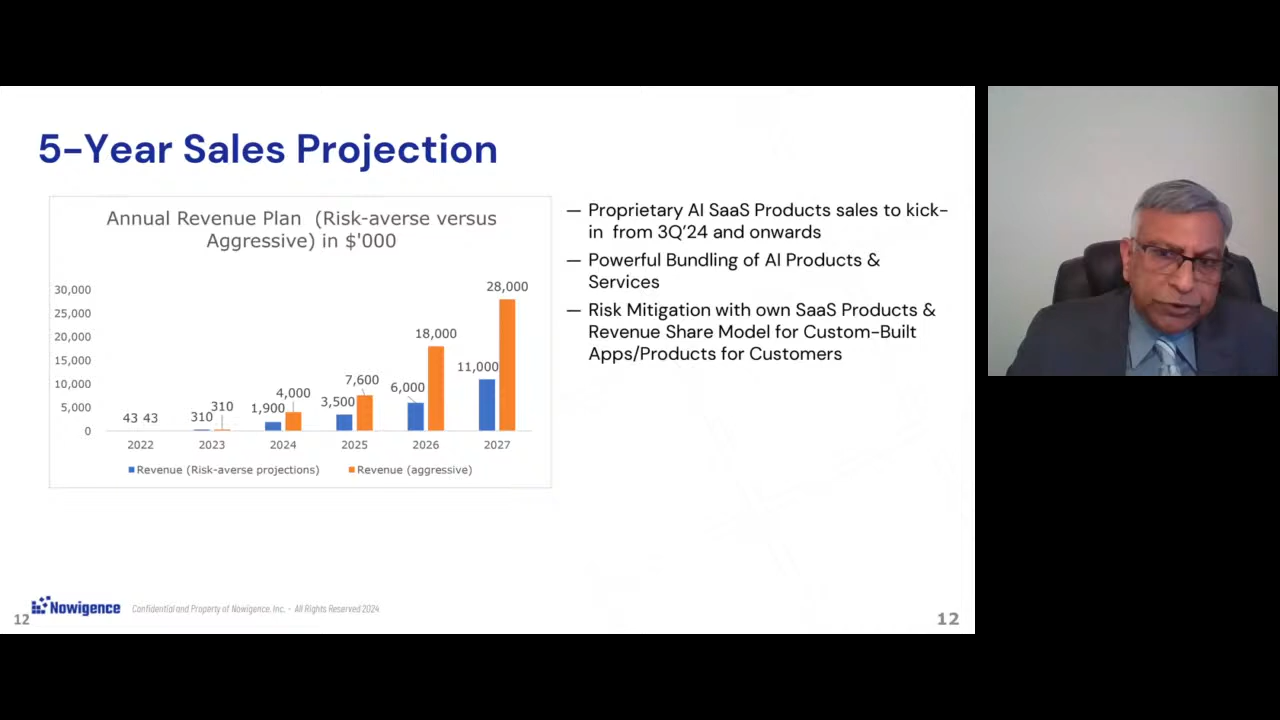 5-Year Sales Projection
Annual Revenue Plan (Risk-averse versus
Aggressive) in $'000
30,000
25,000
20,000
15,000
10,000
5,000
0
43 43
310
310
1,900
4,000
3,500
7,600
6,000
18,000
11,000
28,000
2022 2023 2024 2025 2026 2027
Revenue (Risk-averse projections) Revenue (aggressive)
— Proprietary AI SaaS Products sales to kick-
in from 3Q'24 and onwards
— Powerful Bundling of AI Products &
Services
— Risk Mitigation with own SaaS Products &
Revenue Share Model for Custom-Built
Apps/Products for Customers
12
Nowigence
Confidential and Property of Nowigence. Inc. - All Rights Reserved 2024
12